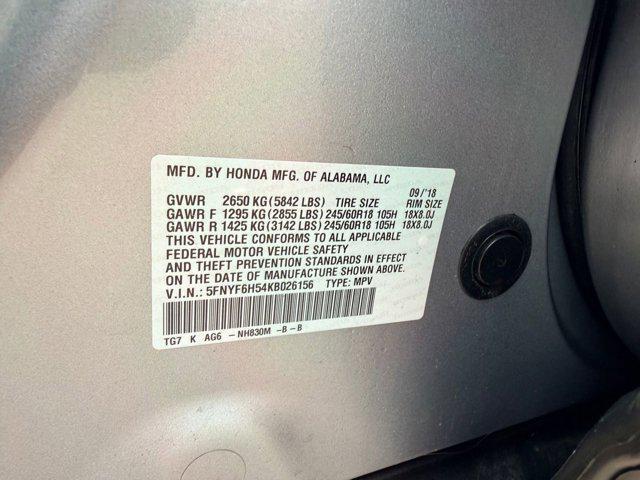 MFD. BY HONDA MFG. OF ALABAMA, LLC
09/'18
GVWR 2650 KG (5842 LBS) TIRE SIZE RIM SIZE
GAWR F 1295 KG (2855 LBS) 245/60R18 105H 18X8.0J
GAWR R 1425 KG (3142 LBS) 245/60R18 105H 18X8.0J
THIS VEHICLE CONFORMS TO ALL APPLICABLE
FEDERAL MOTOR VEHICLE SAFETY
AND THEFT PREVENTION STANDARDS IN EFFECT
ON THE DATE OF MANUFACTURE SHOWN ABOVE.
V.I.N.: 5FNYF6H54KB026156 TYPE: MPV
TG7 K AG6 -NH830M -B-B